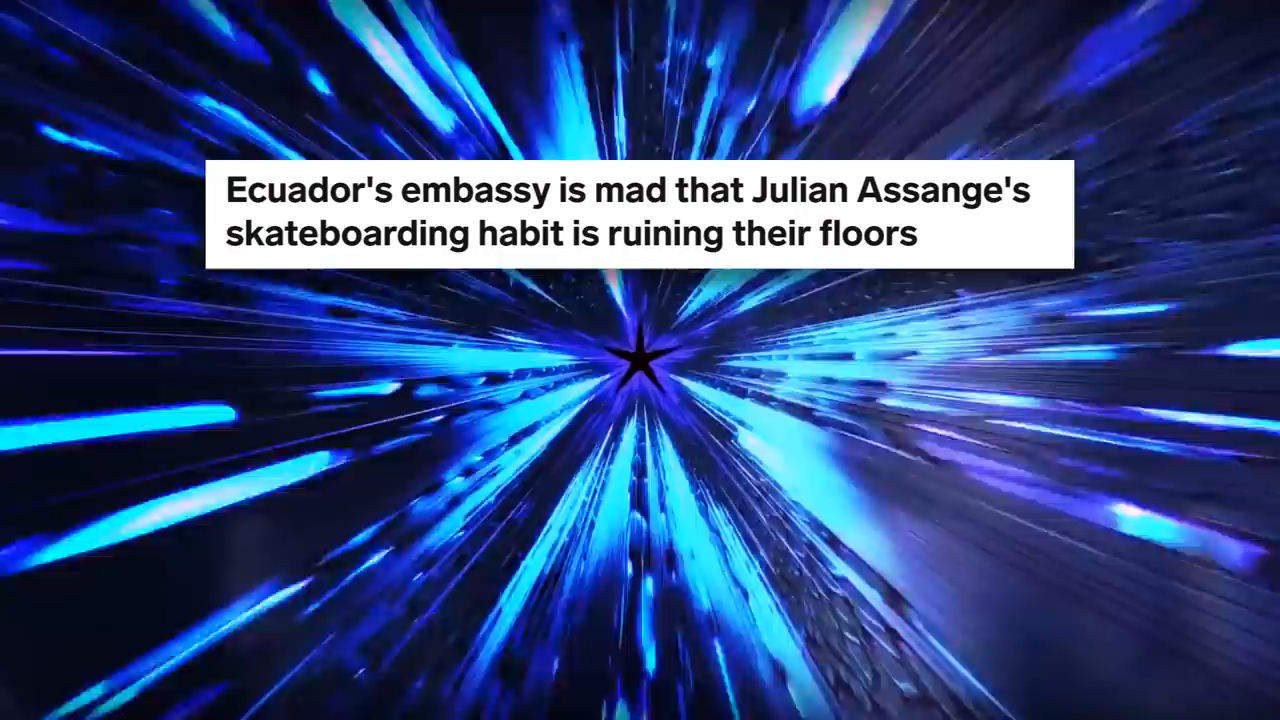 Ecuador's embassy is mad that Julian Assange's
skateboarding habit is ruining their floors